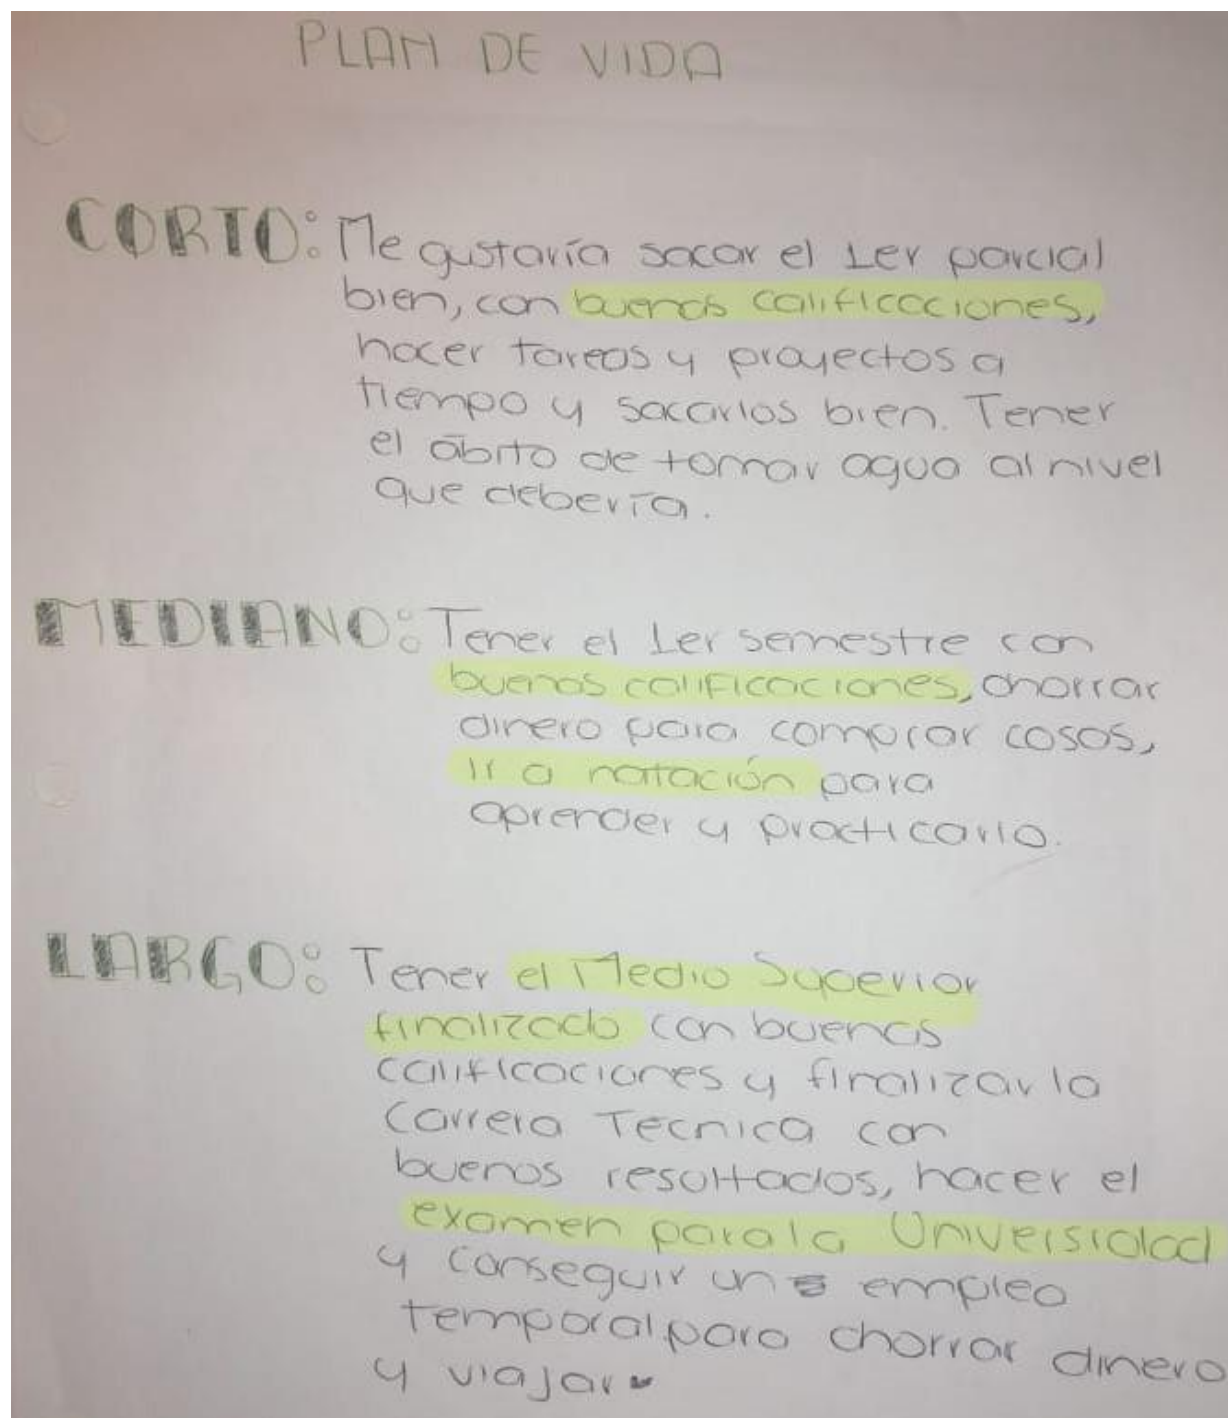 PLAN DE VIDA
CORTO: Me gustaría sacar el 1er parcial
bien, con buenas calificaciones,
hacer tareas y proyectos a
tiempo y sacarlos bien. Tener
el ábito de tomar agua al nivel
que debería.
MEDIANO: Tener el 1er semestre con
buenas calificaciones, ahorrar
dinero para comprar cosas,
ir a natación para
aprender y practicarlo.
LARGO: Tener el Medio Superior
finalizado con buenas
calificaciones y finalizar la
Carrera Tecnica con
buenos resultados, hacer el
examen para la Universidad
y conseguir un empleo
temporal para ahorrar dinero
y viajar.